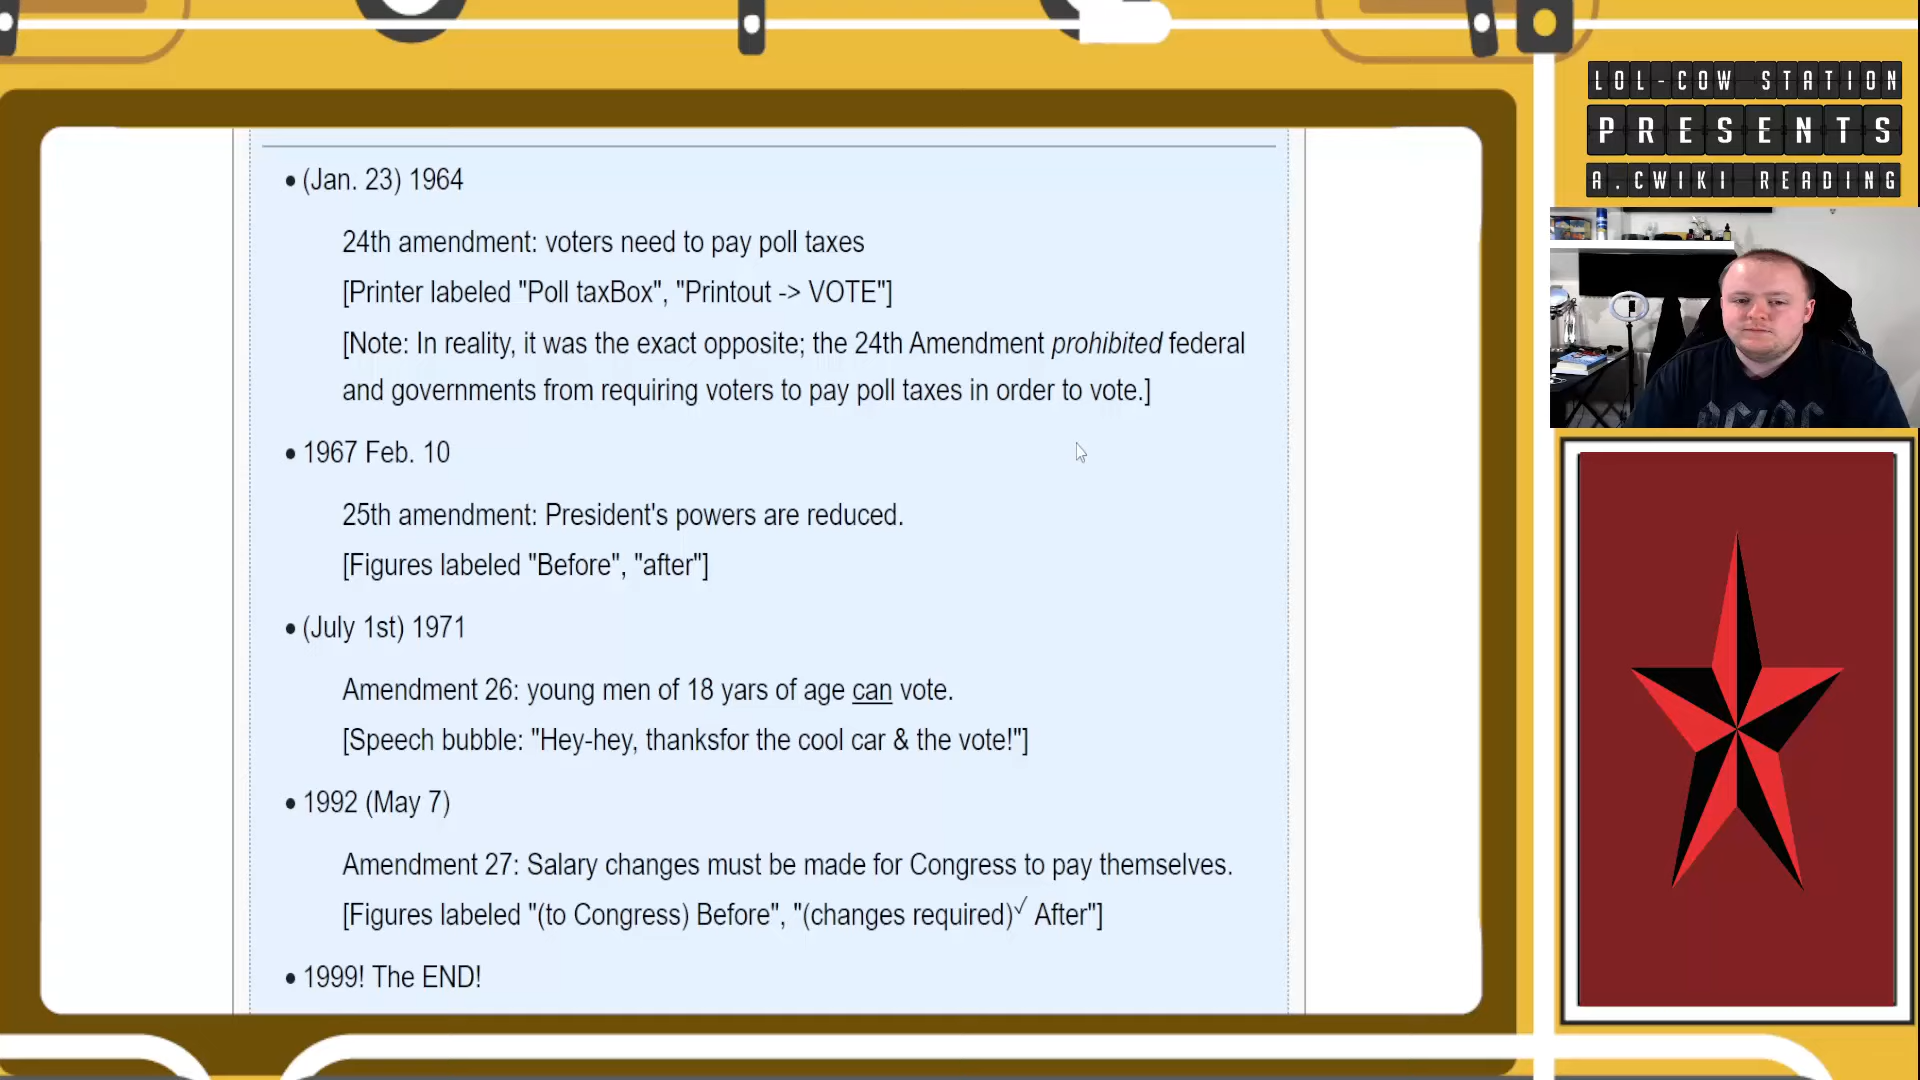 LOL-COW STATION
PRESENTS
A.CWIKI READING
• (Jan. 23) 1964
24th amendment: voters need to pay poll taxes
[Printer labeled "Poll taxBox", "Printout -> VOTE"]
[Note: In reality, it was the exact opposite; the 24th Amendment prohibited federal
and governments from requiring voters to pay poll taxes in order to vote.]
• 1967 Feb. 10
25th amendment: President's powers are reduced.
[Figures labeled "Before", "after"]
• (July 1st) 1971
Amendment 26: young men of 18 yars of age can vote.
[Speech bubble: "Hey-hey, thanksfor the cool car & the vote!"]
• 1992 (May 7)
Amendment 27: Salary changes must be made for Congress to pay themselves.
[Figures labeled "(to Congress) Before", "(changes required)✓ After"]
• 1999! The END!
AC/DC